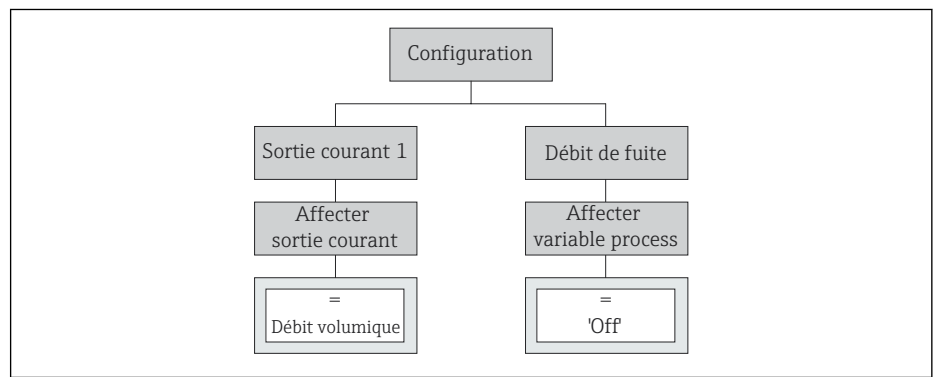 Configuration
Sortie courant 1
Débit de fuite
Affecter
sortie courant
Affecter
variable process
=
Débit volumique
=
'Off'